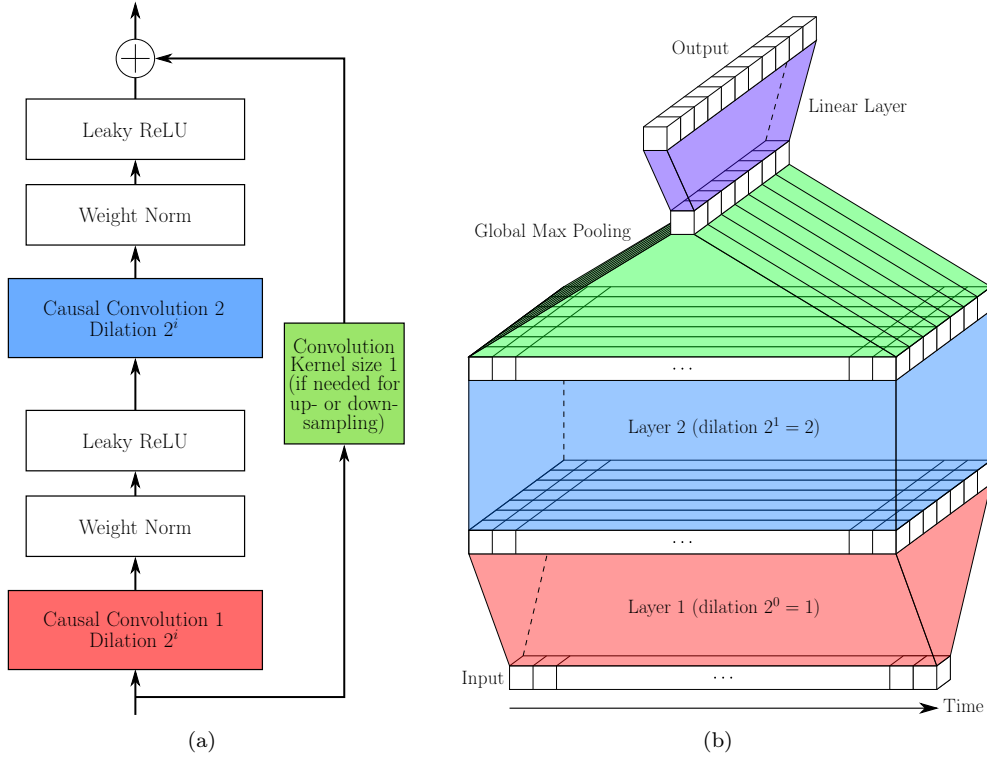 Leaky ReLU
Weight Norm
Causal Convolution 2
Dilation 2^i
Convolution
Kernel size 1
(if needed for
up- or down-
sampling)
Leaky ReLU
Weight Norm
Causal Convolution 1
Dilation 2^i
(a)
Output
Linear Layer
Global Max Pooling
...
Layer 2 (dilation 2^1 = 2)
...
Layer 1 (dilation 2^0 = 1)
Input
...
Time
(b)